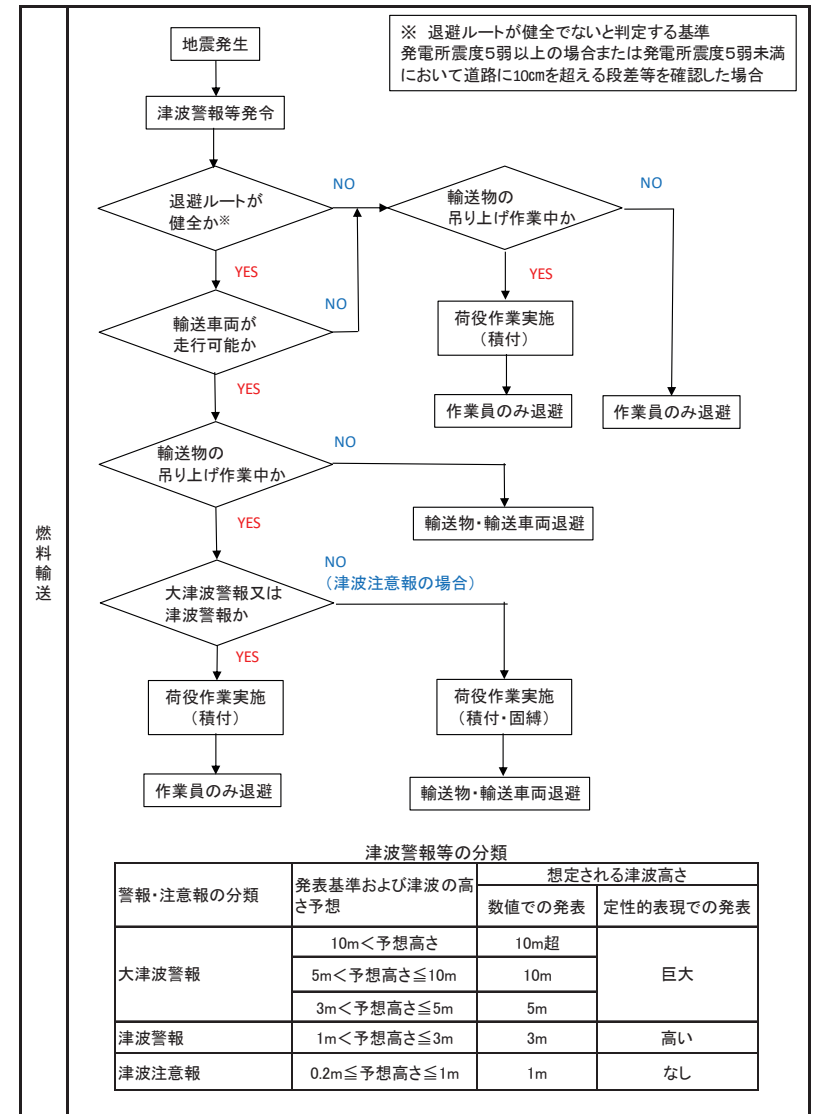 ※ 退避ルートが健全でないと判定する基準
発電所震度5弱以上の場合または発電所震度5弱未満
において道路に10cmを超える段差等を確認した場合
地震発生
津波警報等発令
退避ルートが
健全か※
NO
輸送物の
吊り上げ作業中か
NO
YES
YES
輸送車両が
走行可能か
NO
荷役作業実施
(積付)
YES
作業員のみ退避
作業員のみ退避
輸送物の
吊り上げ作業中か
NO
YES
輸送物・輸送車両退避
燃料輸送
大津波警報又は
津波警報か
NO
(津波注意報の場合)
YES
荷役作業実施
(積付)
荷役作業実施
(積付・固縛)
作業員のみ退避
輸送物・輸送車両退避
津波警報等の分類
警報・注意報の分類
発表基準および津波の高
さ予想
想定される津波高さ
数値での発表
定性的表現での発表
大津波警報
10m<予想高さ
10m超
巨大
5m<予想高さ≦10m
10m
3m<予想高さ≦5m
5m
津波警報
1m<予想高さ≦3m
3m
高い
津波注意報
0.2m≦予想高さ≦1m
1m
なし